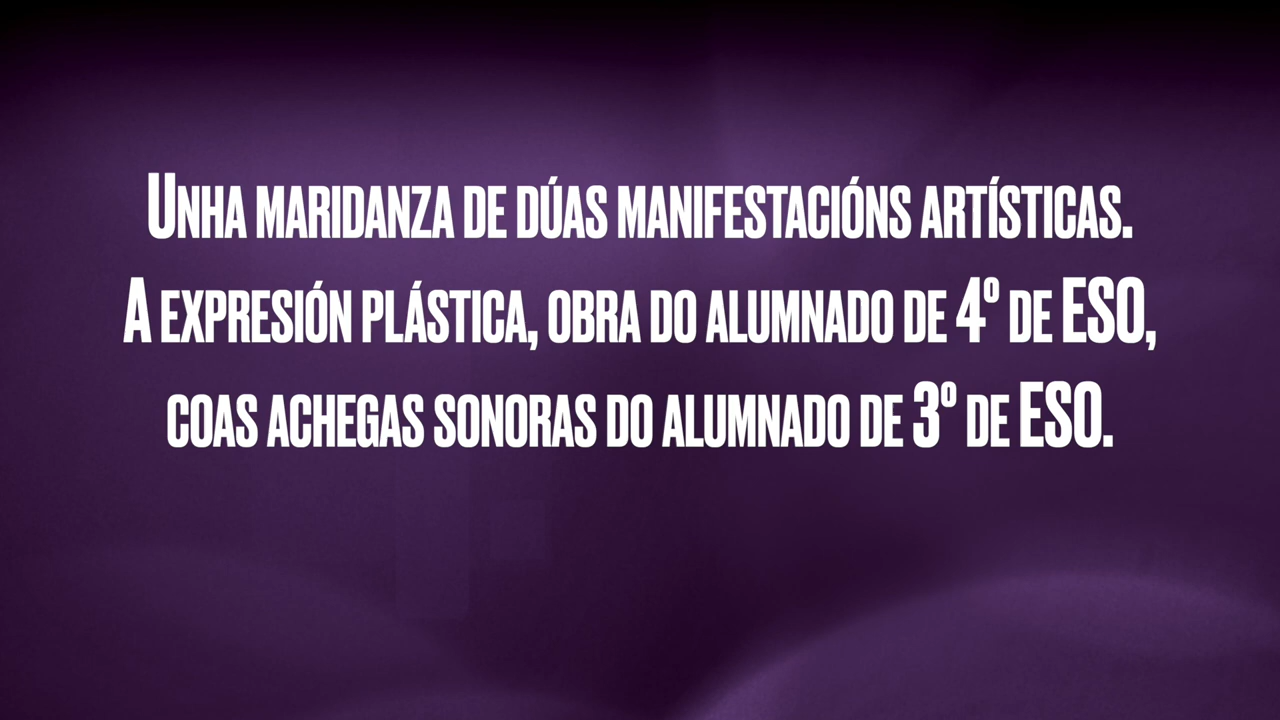 Unha maridanza de dúas manifestacións artísticas.
A expresión plástica, obra do alumnado de 4º de ESO,
coas achegas sonoras do alumnado de 3º de ESO.